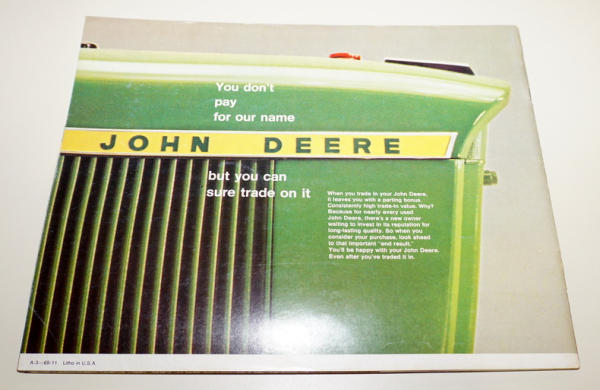 You don't
pay
for our name
JOHN DEERE
but you can
sure trade on it
When you trade in your John Deere,
it leaves you with a parting bonus.
Consistently high trade-in value. Why?
Because for nearly every used
John Deere, there's a new owner
waiting to invest in its reputation for
long-lasting quality. So when you
consider your purchase, look ahead
to that important "end result."
You'll be happy with your John Deere.
Even after you've traded it in.
A-3—69-11 Litho in U.S.A.